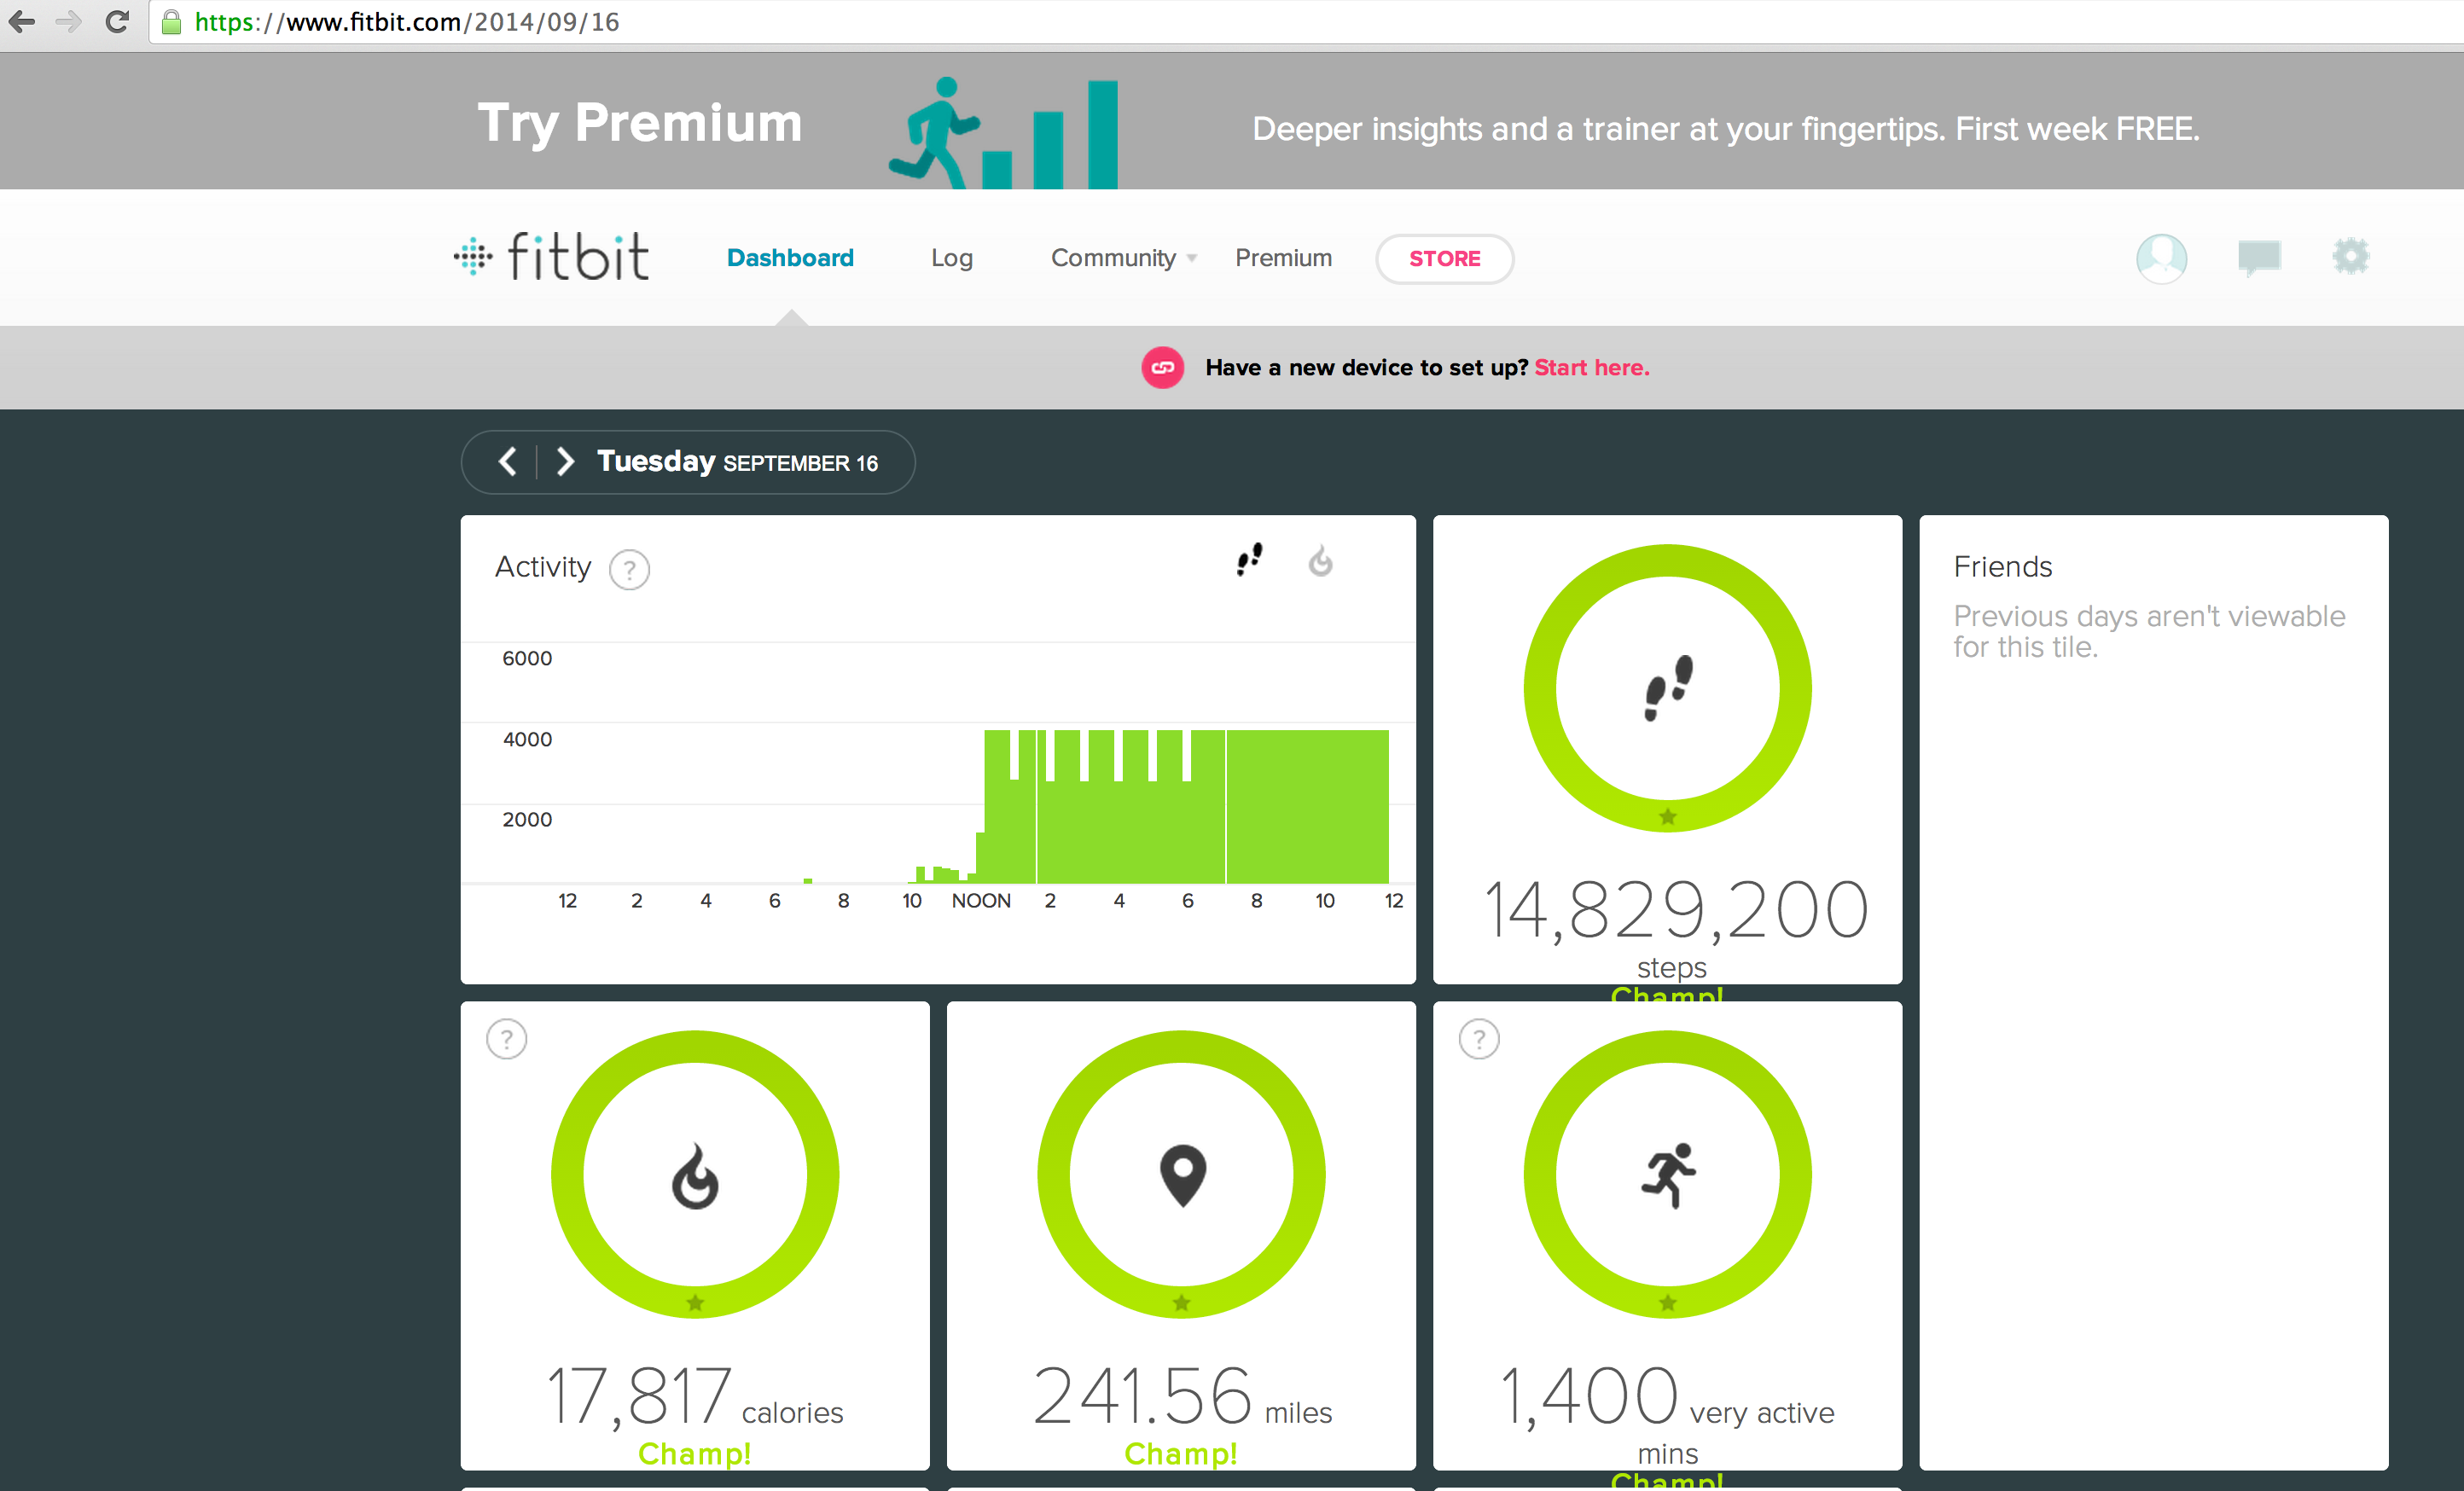 https://www.fitbit.com/2014/09/16
Try Premium
Deeper insights and a trainer at your fingertips. First week FREE.
fitbit
Dashboard
Log
Community
Premium
STORE
Have a new device to set up? Start here.
Tuesday SEPTEMBER 16
Activity ?
6000
4000
2000
12 2 4 6 8 10 NOON 2 4 6 8 10 12
14,829,200
steps
Champ!
Friends
Previous days aren't viewable
for this tile.
?
17,817 calories
Champ!
241.56 miles
Champ!
?
1,400 very active
mins
Champ!